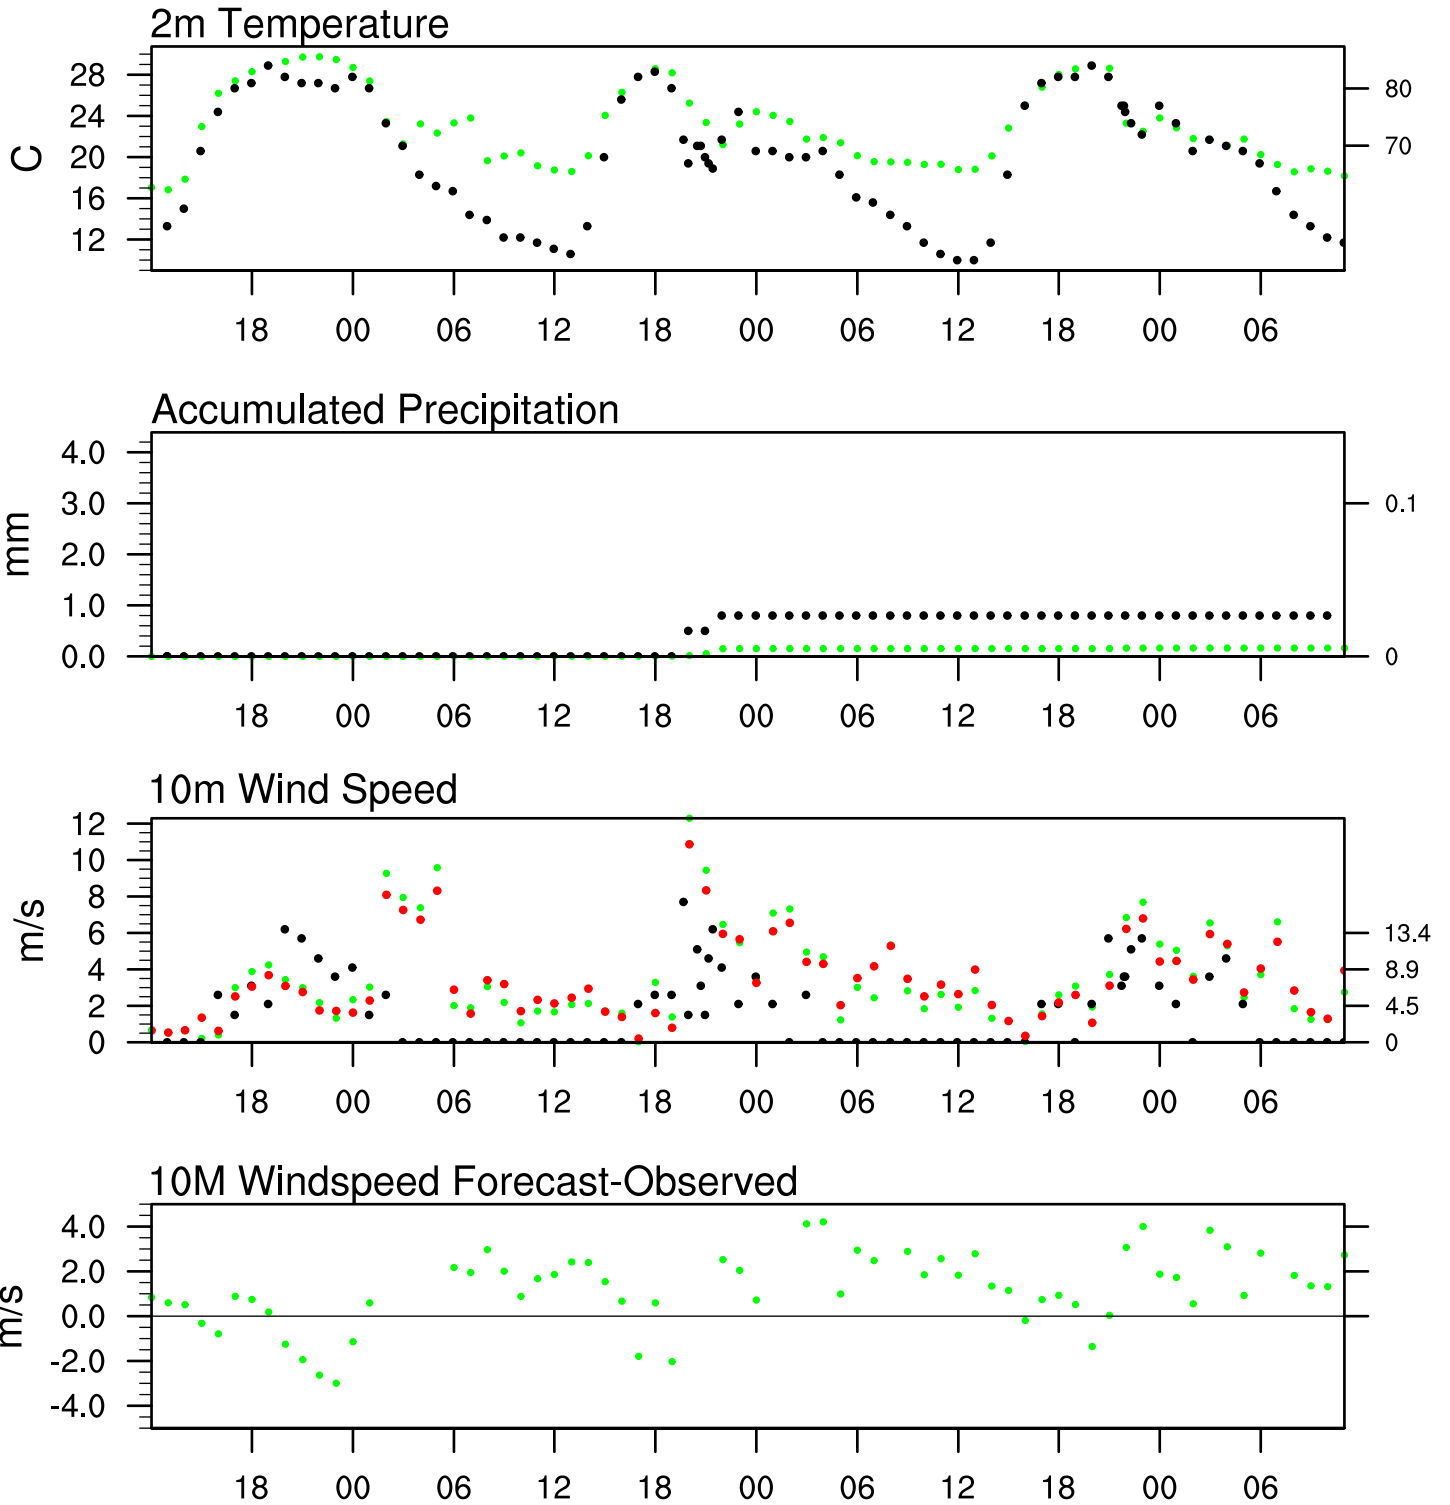 2m Temperature
28
24
20
16
12
C
80
70
18 00 06 12 18 00 06 12 18 00 06
Accumulated Precipitation
4.0
3.0
2.0
1.0
0.0
mm
0.1
0
18 00 06 12 18 00 06 12 18 00 06
10m Wind Speed
12
10
8
6
4
2
0
m/s
13.4
8.9
4.5
0
18 00 06 12 18 00 06 12 18 00 06
10M Windspeed Forecast-Observed
4.0
2.0
0.0
-2.0
-4.0
m/s
18 00 06 12 18 00 06 12 18 00 06